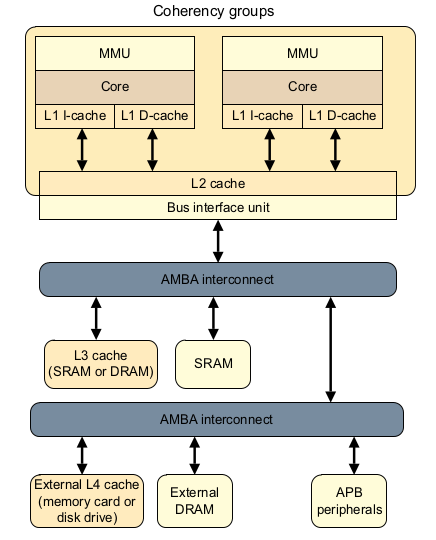 Coherency groups
MMU
MMU
Core
Core
L1 I-cache
L1 D-cache
L1 I-cache
L1 D-cache
L2 cache
Bus interface unit
AMBA interconnect
L3 cache
(SRAM or DRAM)
SRAM
AMBA interconnect
External L4 cache
(memory card or
disk drive)
External
DRAM
APB
peripherals